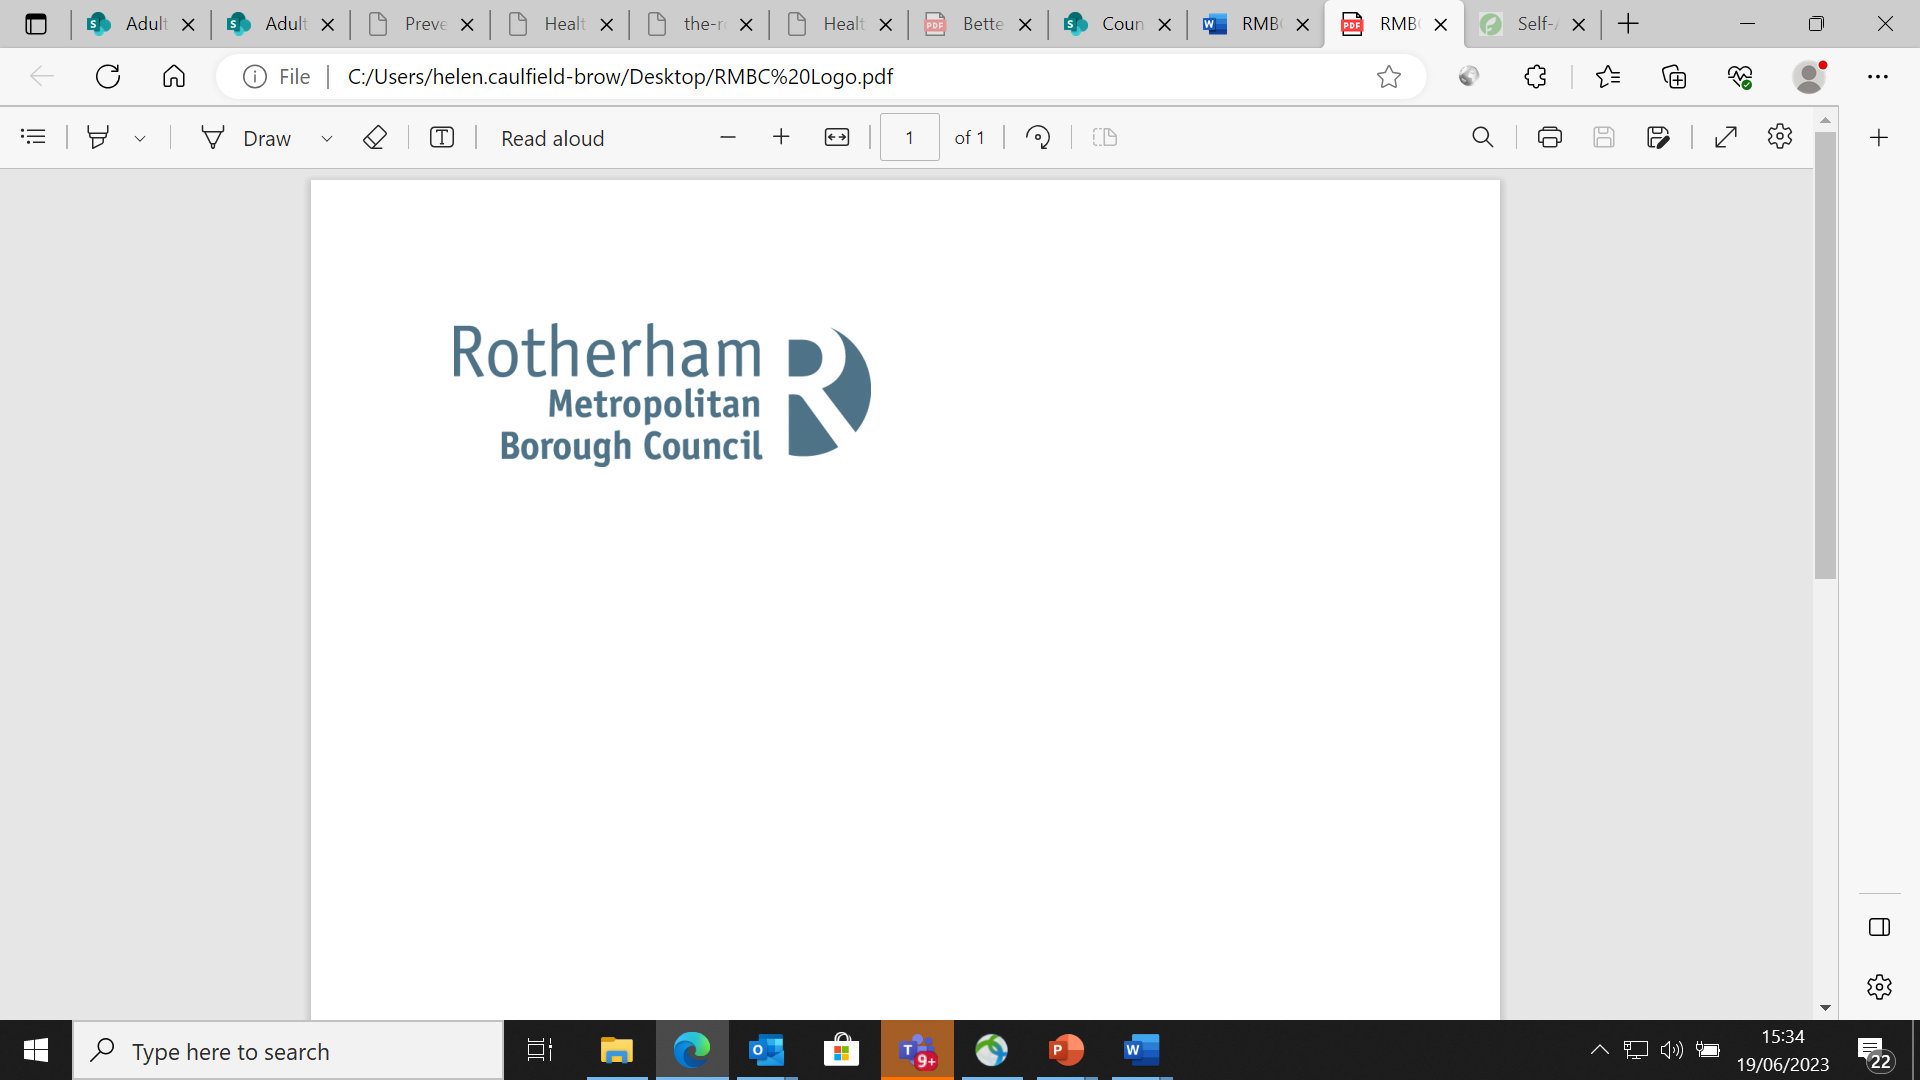 Adult
Adult
Preve
Healt
the-r
Healt
Bette
Coun
RMB
RMB
Self-
File
C:/Users/helen.caulfield-brow/Desktop/RMBC%20Logo.pdf
Draw
Read aloud
1
of 1
Rotherham
Metropolitan
Borough Council
R
Type here to search
9+
15:34
19/06/2023
22